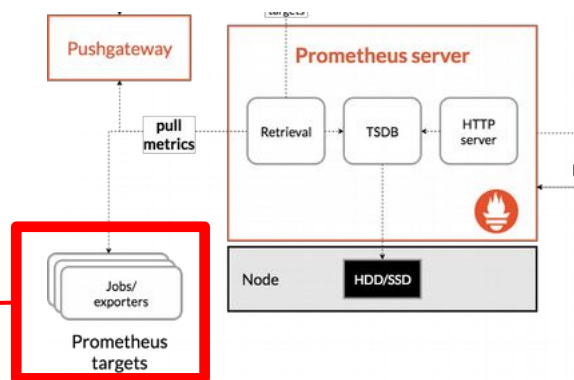 targets
Pushgateway
Prometheus server
pull
metrics
Retrieval
TSDB
HTTP
server
Node
HDD/SSD
Jobs/
exporters
Prometheus
targets